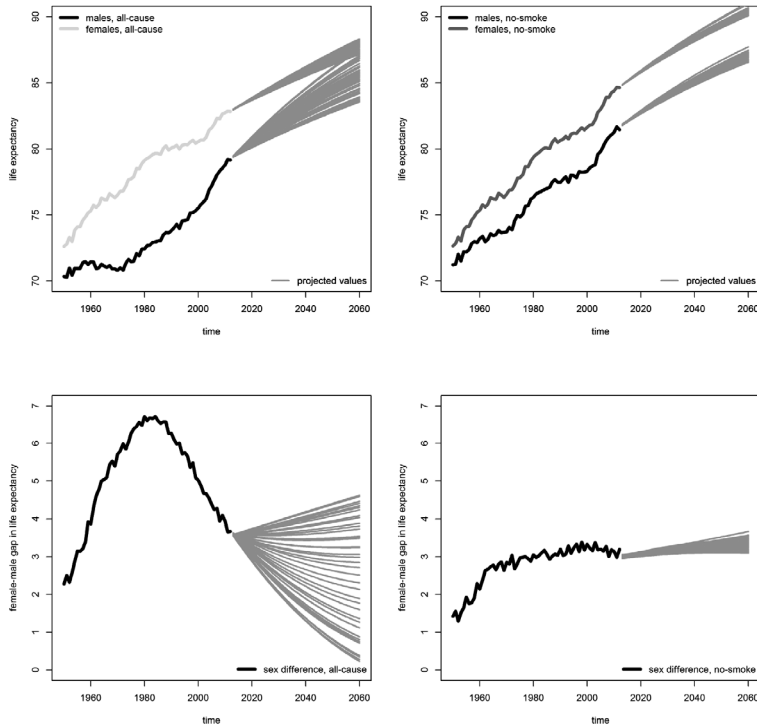 males, all-cause
females, all-cause
life expectancy
90
85
80
75
70
projected values
1960 1980 2000 2020 2040 2060
time
males, no-smoke
females, no-smoke
life expectancy
90
85
80
75
70
projected values
1960 1980 2000 2020 2040 2060
time
female-male gap in life expectancy
7
6
5
4
3
2
1
0
sex difference, all-cause
1960 1980 2000 2020 2040 2060
time
female-male gap in life expectancy
7
6
5
4
3
2
1
0
sex difference, no-smoke
1960 1980 2000 2020 2040 2060
time